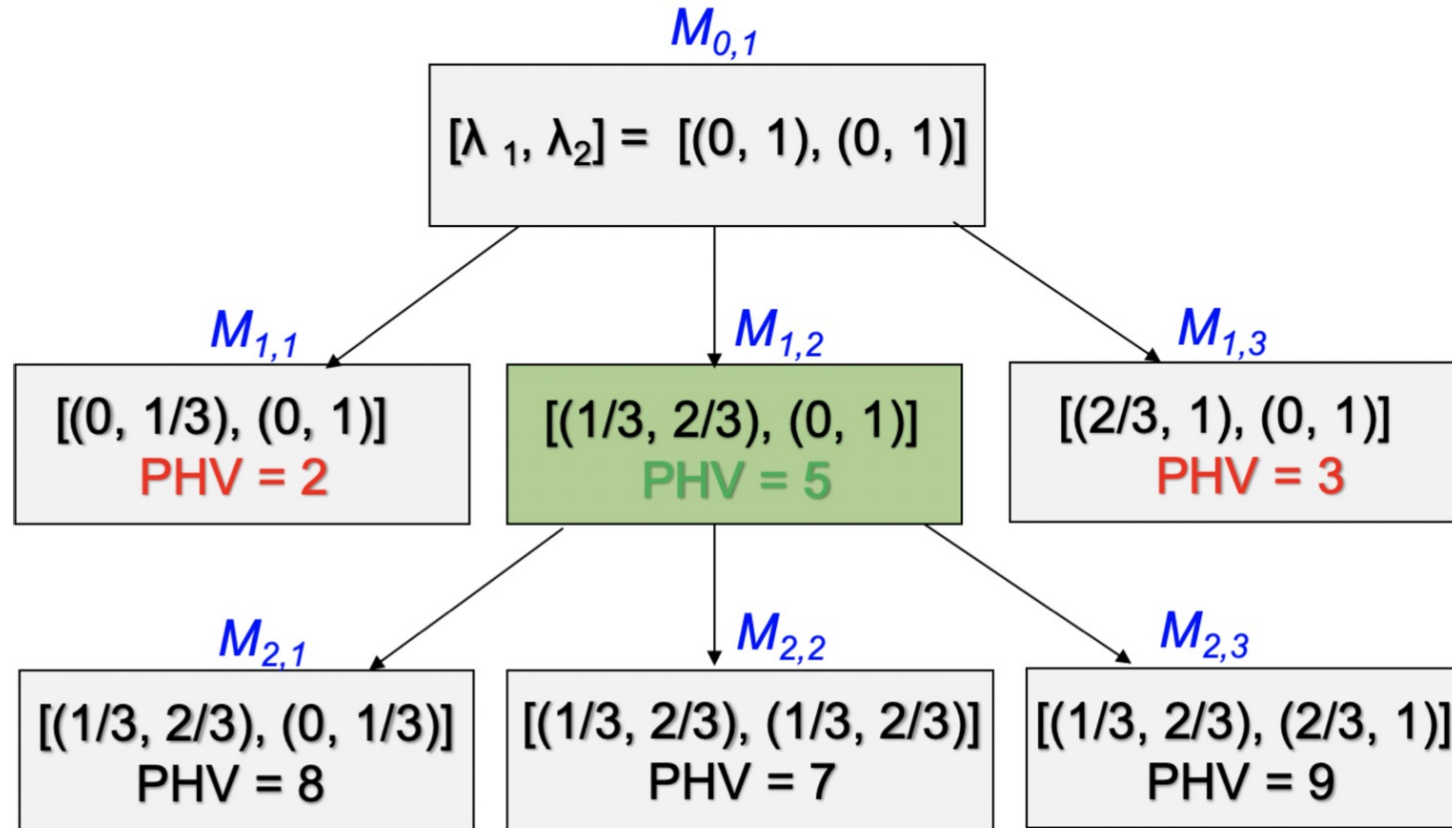 M0,1
[λ 1, λ2] = [(0, 1), (0, 1)]
M1,1
M1,2
M1,3
[(0, 1/3), (0, 1)]
PHV = 2
[(1/3, 2/3), (0, 1)]
PHV = 5
[(2/3, 1), (0, 1)]
PHV = 3
M2,1
M2,2
M2,3
[(1/3, 2/3), (0, 1/3)]
PHV = 8
[(1/3, 2/3), (1/3, 2/3)]
PHV = 7
[(1/3, 2/3), (2/3, 1)]
PHV = 9